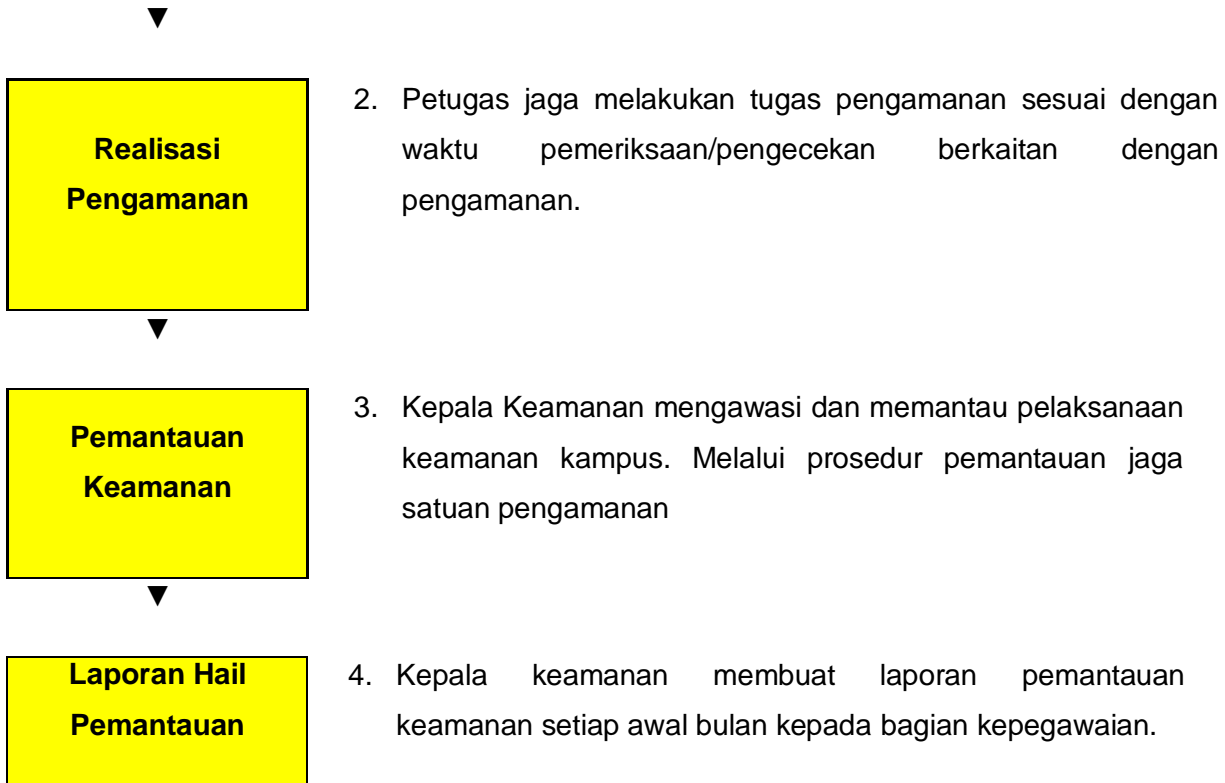 ▼
Realisasi
Pengamanan
2. Petugas jaga melakukan tugas pengamanan sesuai dengan
waktu pemeriksaan/pengecekan berkaitan dengan
pengamanan.
▼
Pemantauan
Keamanan
3. Kepala Keamanan mengawasi dan memantau pelaksanaan
keamanan kampus. Melalui prosedur pemantauan jaga
satuan pengamanan
▼
Laporan Hail
Pemantauan
4. Kepala keamanan membuat laporan pemantauan
keamanan setiap awal bulan kepada bagian kepegawaian.